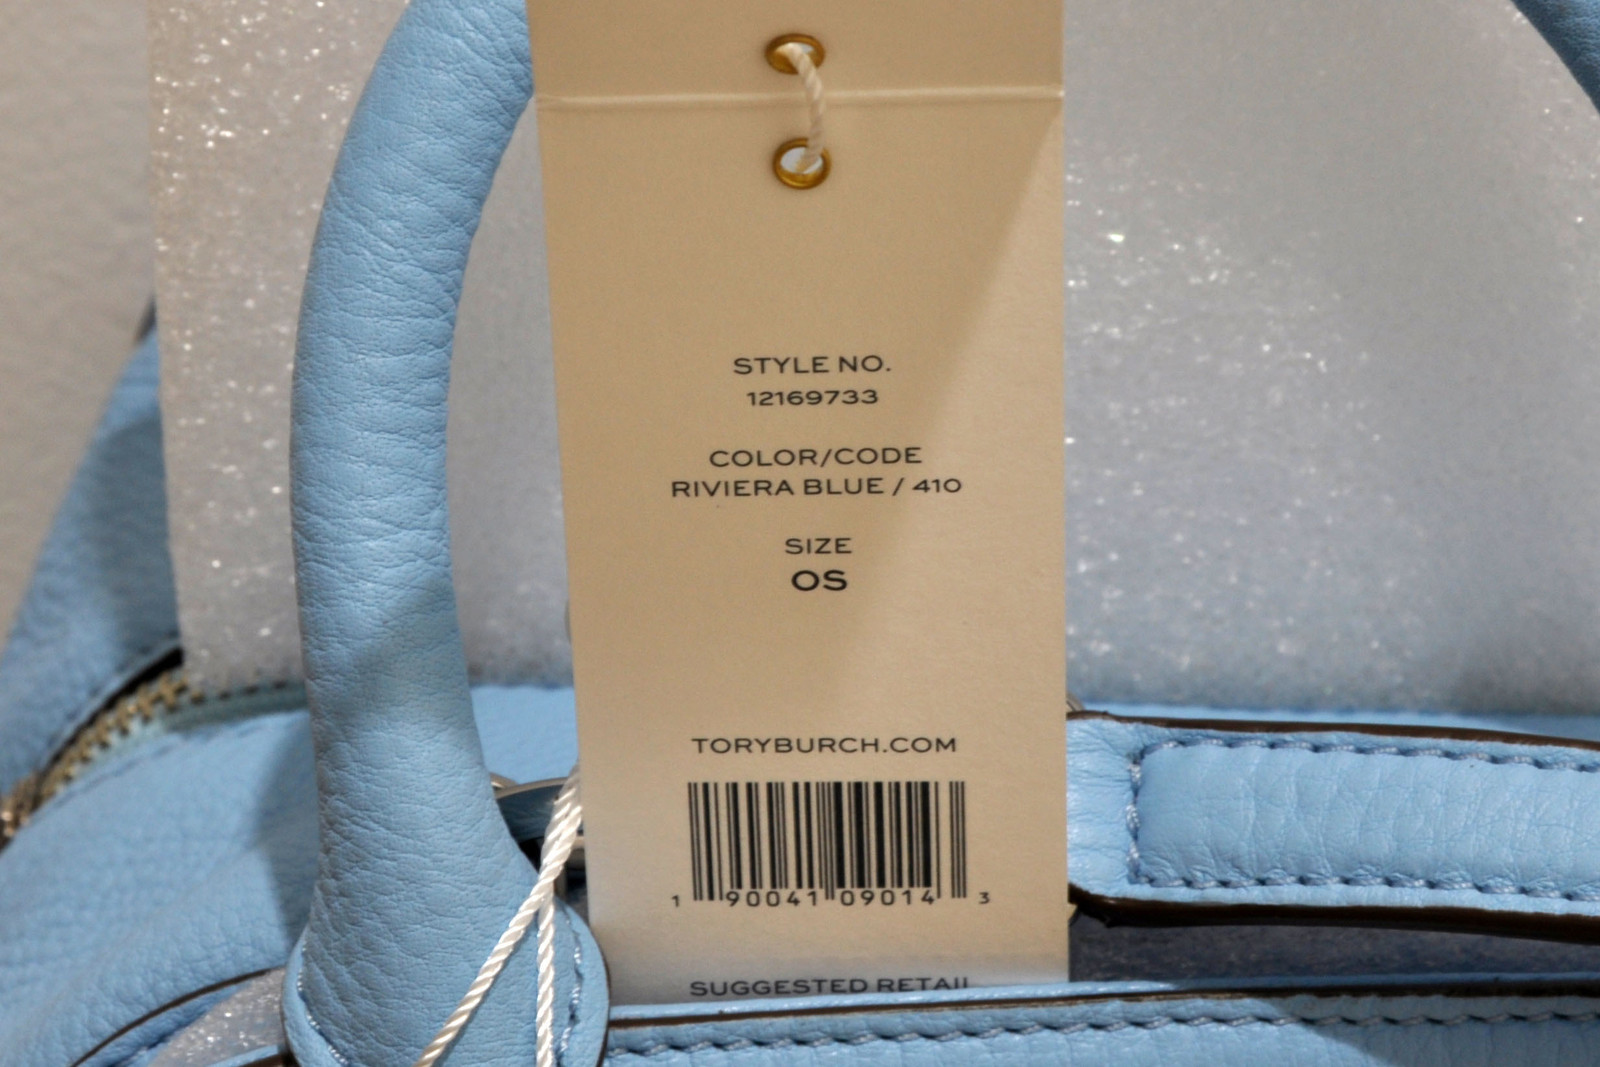 STYLE NO.
12169733
COLOR/CODE
RIVIERA BLUE / 410
SIZE
OS
TORYBURCH.COM
1 90041 09014 3
SUGGESTED RETAIL